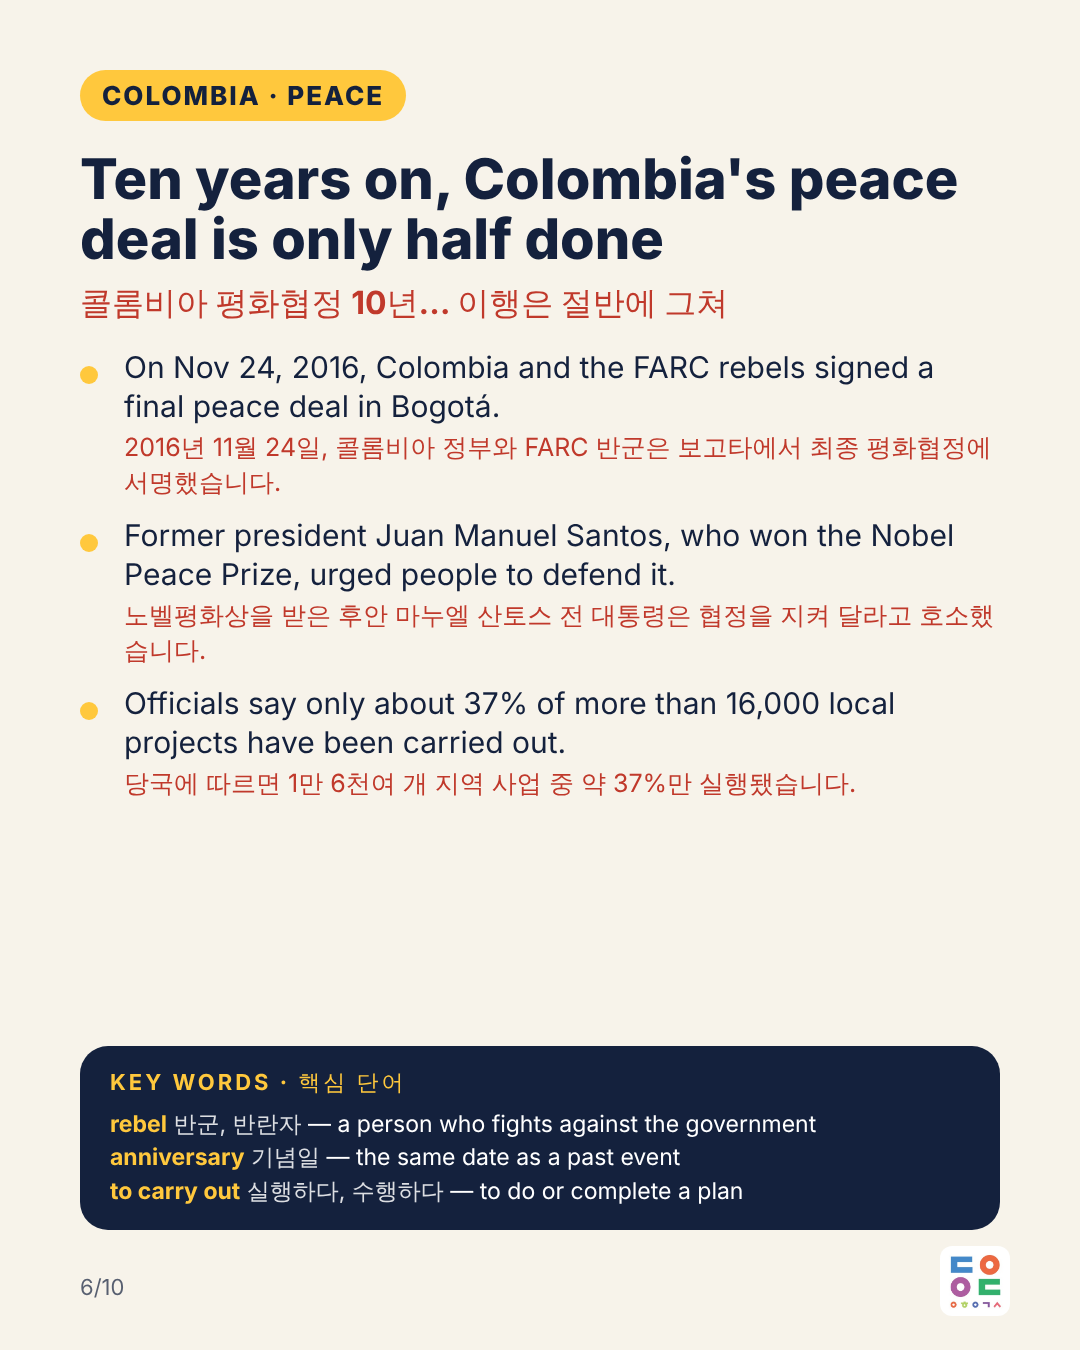 COLOMBIA · PEACE
Ten years on, Colombia's peace
deal is only half done
콜롬비아 평화협정 10년... 이행은 절반에 그쳐
On Nov 24, 2016, Colombia and the FARC rebels signed a
final peace deal in Bogotá.
2016년 11월 24일, 콜롬비아 정부와 FARC 반군은 보고타에서 최종 평화협정에
서명했습니다.
Former president Juan Manuel Santos, who won the Nobel
Peace Prize, urged people to defend it.
노벨평화상을 받은 후안 마누엘 산토스 전 대통령은 협정을 지켜 달라고 호소했
습니다.
Officials say only about 37% of more than 16,000 local
projects have been carried out.
당국에 따르면 1만 6천여 개 지역 사업 중 약 37%만 실행됐습니다.
KEY WORDS · 핵심 단어
rebel 반군, 반란자 — a person who fights against the government
anniversary 기념일 — the same date as a past event
to carry out 실행하다, 수행하다 — to do or complete a plan
6/10